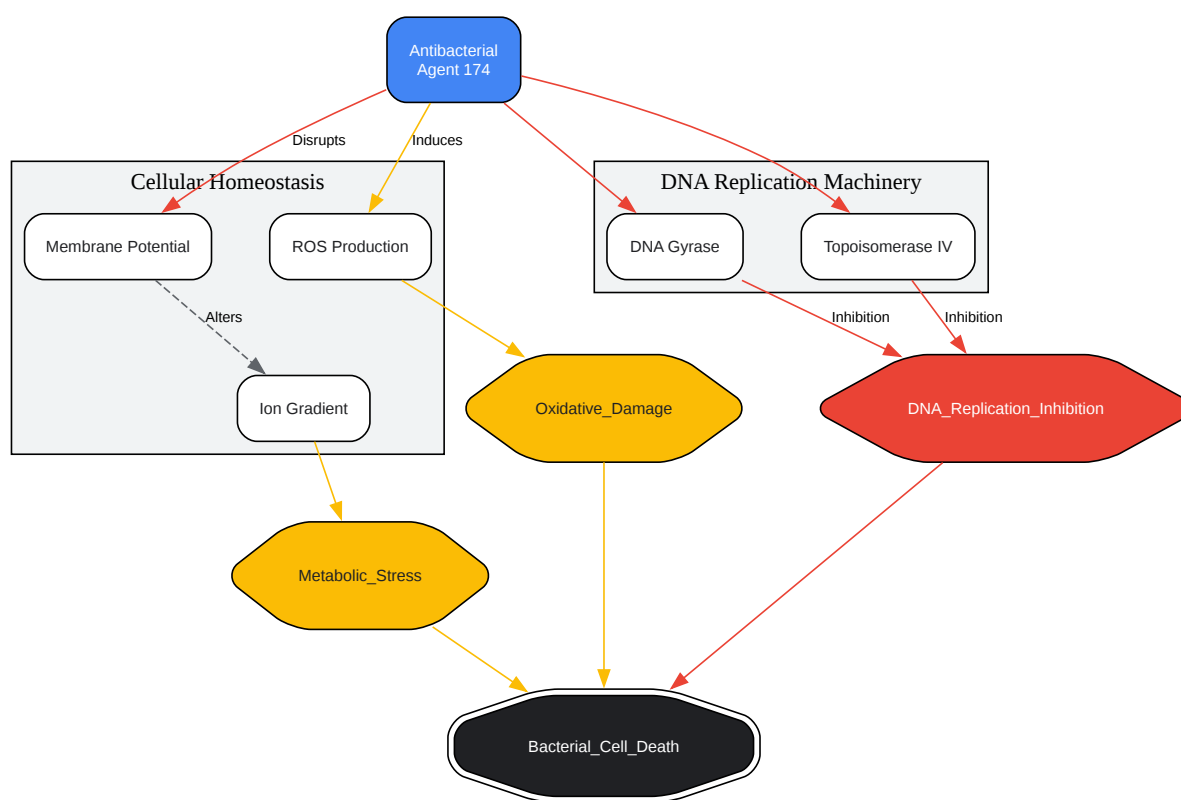 Antibacterial
Agent 174
Disrupts
Induces
Cellular Homeostasis
DNA Replication Machinery
Membrane Potential
ROS Production
DNA Gyrase
Topoisomerase IV
Alters
Inhibition
Inhibition
Ion Gradient
Oxidative_Damage
DNA_Replication_Inhibition
Metabolic_Stress
Bacterial_Cell_Death